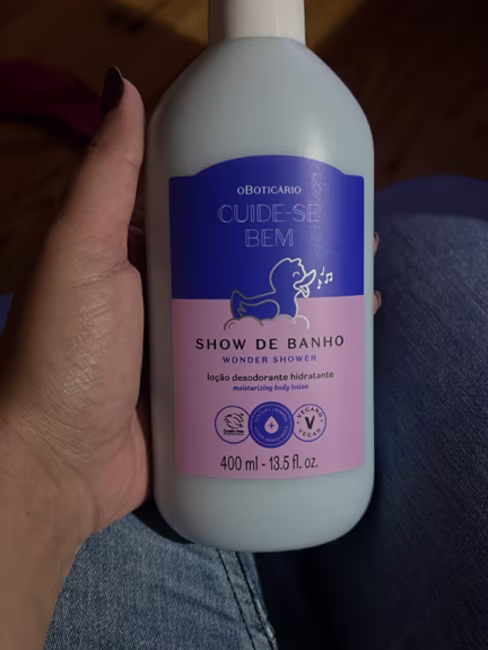 oBOTICÁRIO
CUIDE-SE
BEM
SHOW DE BANHO
WONDER SHOWER
loção desodorante hidratante
moisturizing body lotion
VEGANO
V
VEGAN
400 ml - 13.5 fl. oz.